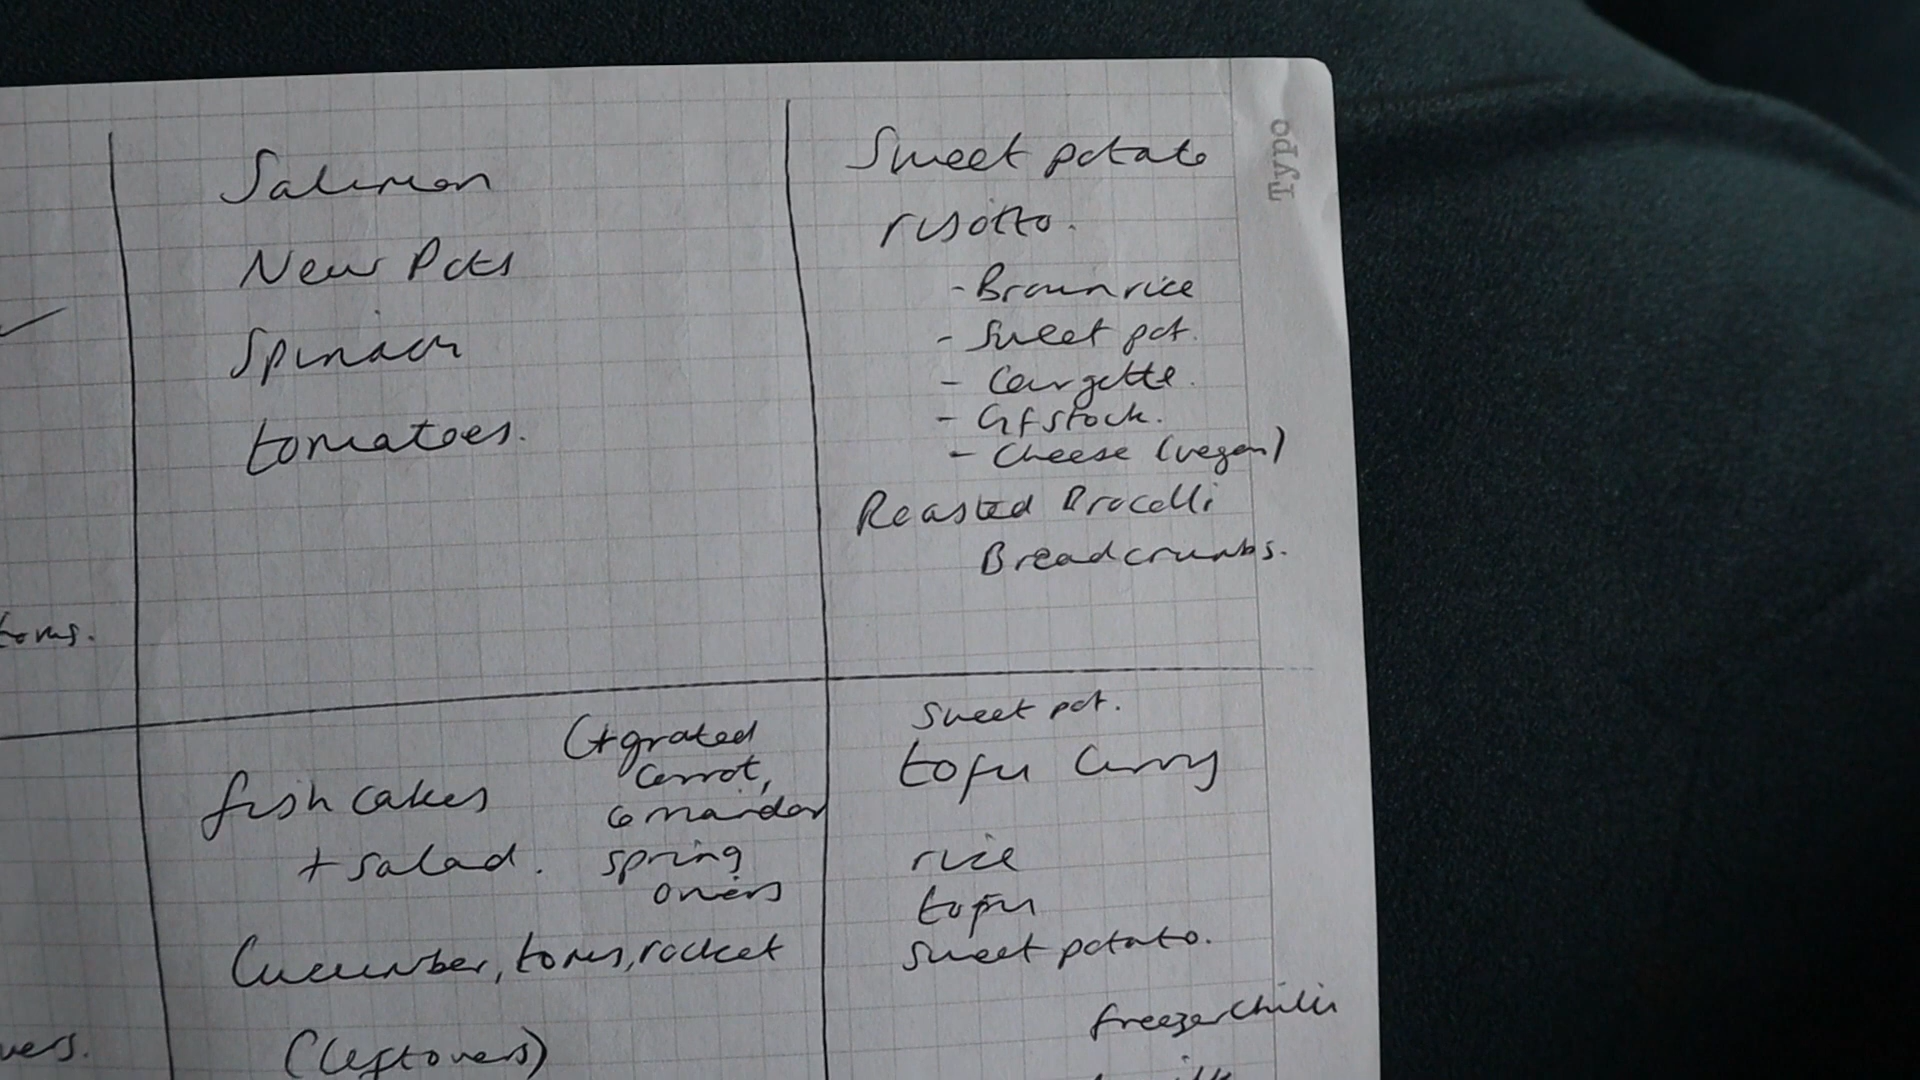 Salmon
New Pots
Spinach
tomatoes.
toms.
Sweet potato
risotto.
- Brown rice
- Sweet pot.
- Courgette.
- GF stock.
- Cheese (vegan)
Roasted Brocolli
Breadcrumbs.
Typo
(+ grated
carrot,
coriander
spring
onions
fish cakes
+ salad.
Cucumber, toms, rocket
(leftovers)
Sweet pot.
tofu curry
rice
tofu
sweet potato.
freezer chilli